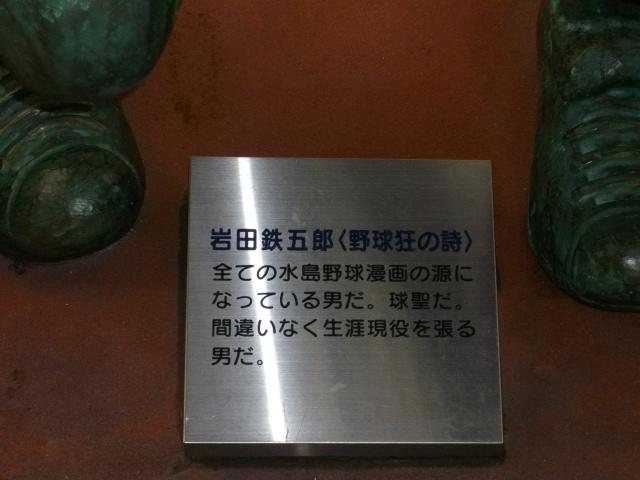 岩田鉄五郎〈野球狂の詩〉
全ての水島野球漫画の源に
なっている男だ。球聖だ。
間違いなく生涯現役を張る
男だ。